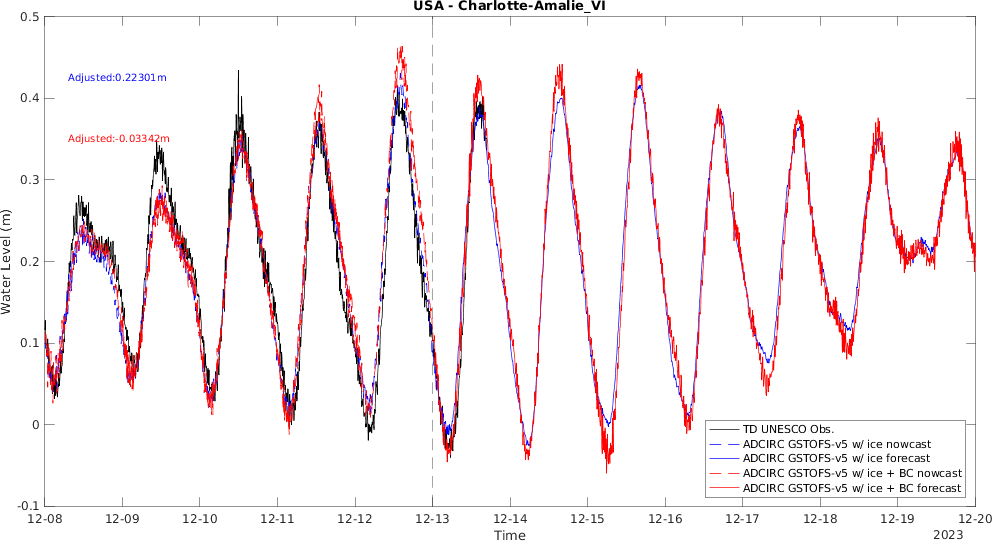 USA - Charlotte-Amalie_VI
Adjusted:0.22301m
Adjusted:-0.03342m
Water Level (m)
0.5
0.4
0.3
0.2
0.1
0
-0.1
TD UNESCO Obs.
ADCIRC GSTOFS-v5 w/ ice nowcast
ADCIRC GSTOFS-v5 w/ ice forecast
ADCIRC GSTOFS-v5 w/ ice + BC nowcast
ADCIRC GSTOFS-v5 w/ ice + BC forecast
12-08 12-09 12-10 12-11 12-12 12-13 12-14 12-15 12-16 12-17 12-18 12-19 12-20
Time
2023